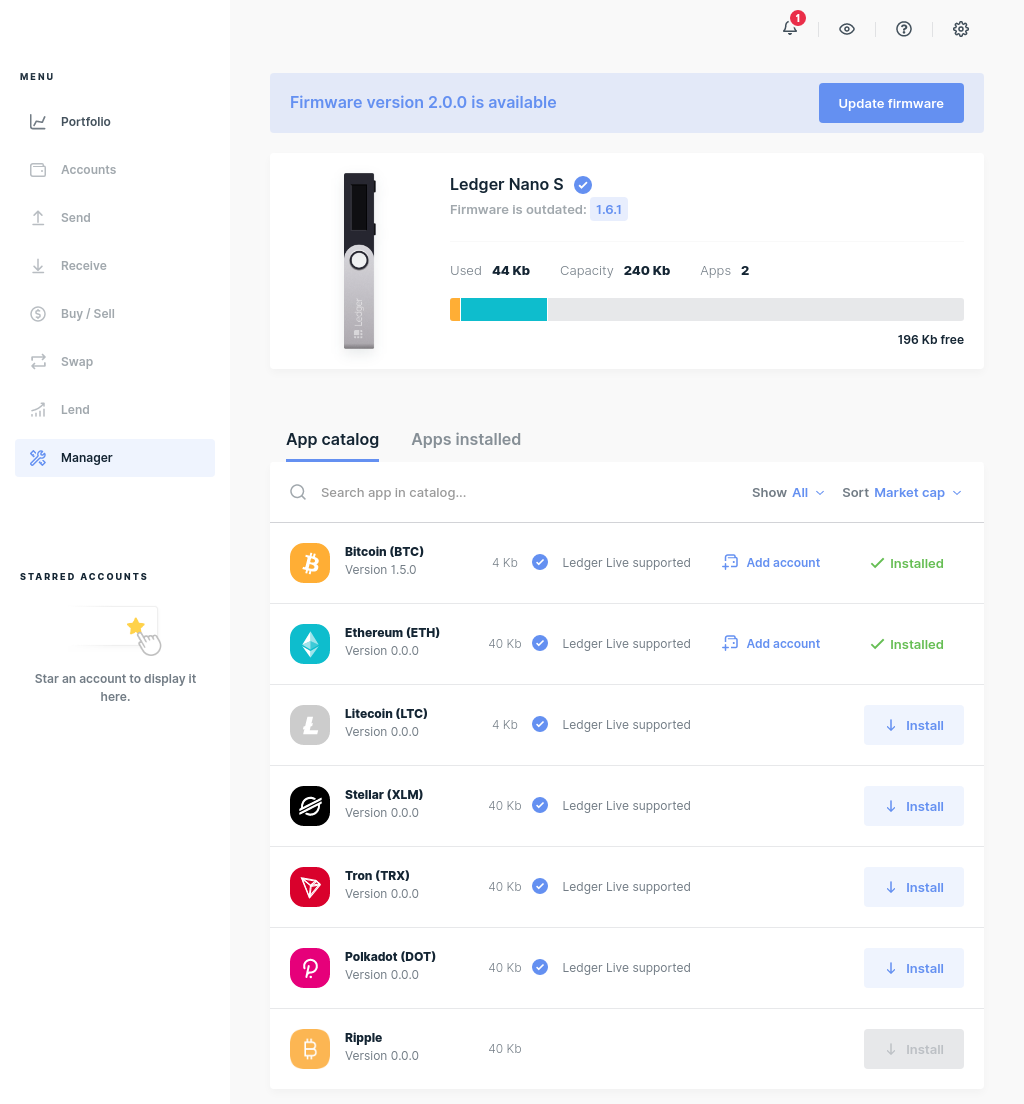 1
MENU
Portfolio
Accounts
Send
Receive
Buy / Sell
Swap
Lend
Manager
STARRED ACCOUNTS
Star an account to display it
here.
Firmware version 2.0.0 is available
Update firmware
Ledger
Ledger Nano S
Firmware is outdated: 1.6.1
Used 44 Kb Capacity 240 Kb Apps 2
196 Kb free
App catalog Apps installed
Search app in catalog... Show All Sort Market cap
Bitcoin (BTC)
Version 1.5.0
4 Kb Ledger Live supported Add account Installed
Ethereum (ETH)
Version 0.0.0
40 Kb Ledger Live supported Add account Installed
Litecoin (LTC)
Version 0.0.0
4 Kb Ledger Live supported Install
Stellar (XLM)
Version 0.0.0
40 Kb Ledger Live supported Install
Tron (TRX)
Version 0.0.0
40 Kb Ledger Live supported Install
Polkadot (DOT)
Version 0.0.0
40 Kb Ledger Live supported Install
Ripple
Version 0.0.0
40 Kb Install